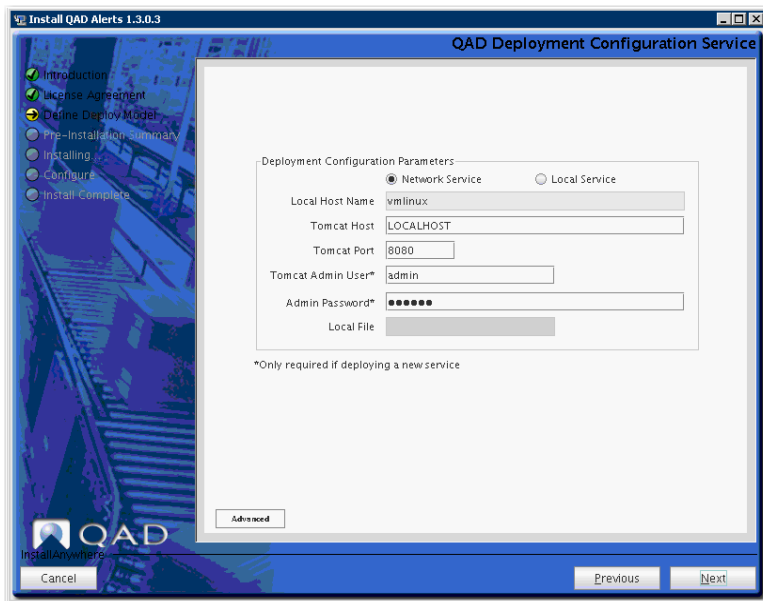 Install QAD Alerts 1.3.0.3
QAD Deployment Configuration Service
Introduction
License Agreement
Define Deploy Model
Pre-Installation Summary
Installing...
Configure
Install Complete
Deployment Configuration Parameters
Network Service
Local Service
Local Host Name
vmlinux
Tomcat Host
LOCALHOST
Tomcat Port
8080
Tomcat Admin User*
admin
Admin Password*
●●●●●●
Local File
*Only required if deploying a new service
Advanced
QAD
InstallAnywhere
Cancel
Previous
Next